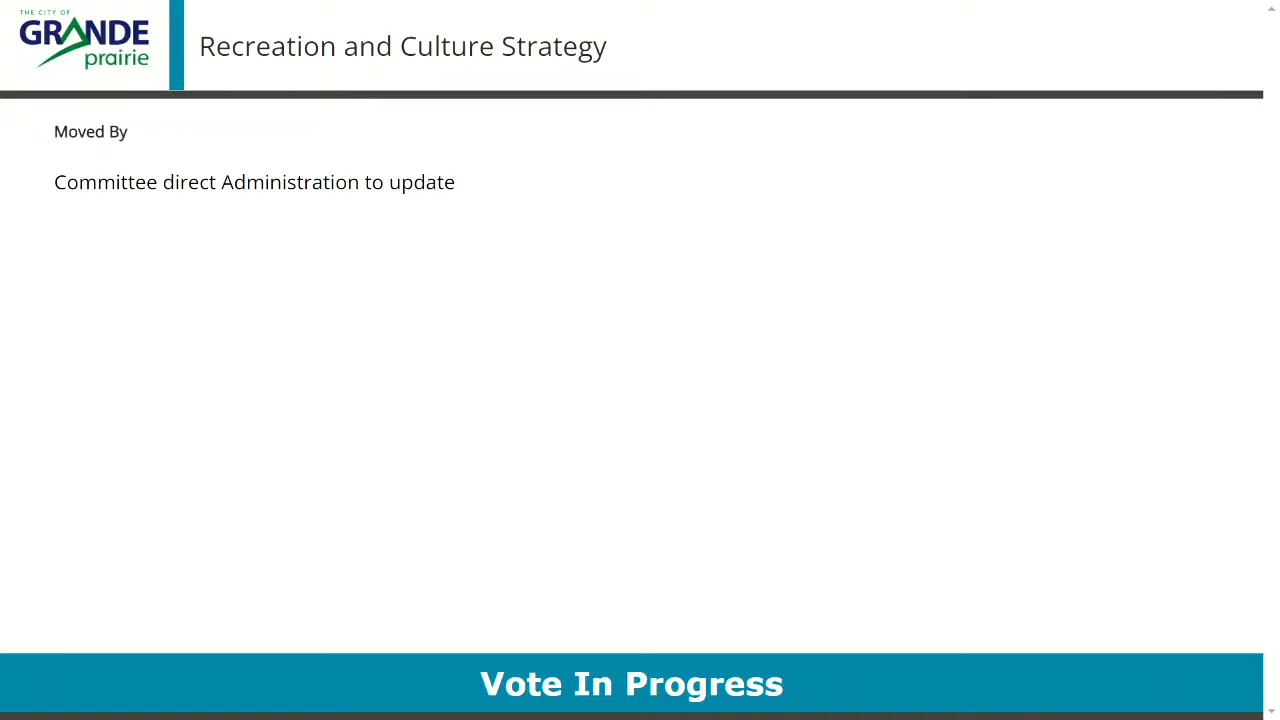 THE CITY OF
GRANDE
prairie
Recreation and Culture Strategy
Moved By
Committee direct Administration to update
Vote In Progress